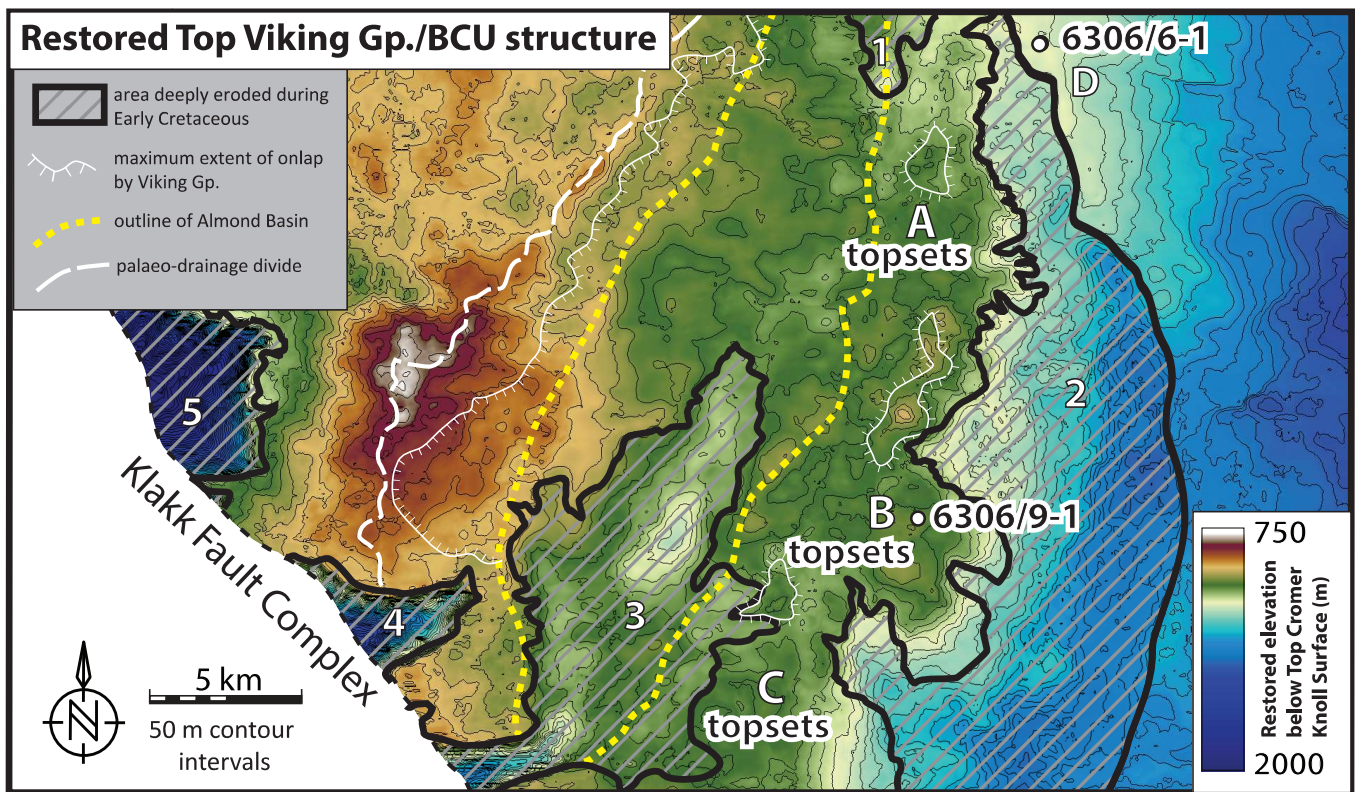 Restored Top Viking Gp./BCU structure
area deeply eroded during
Early Cretaceous
maximum extent of onlap
by Viking Gp.
outline of Almond Basin
palaeo-drainage divide
1
6306/6-1
D
A
topsets
2
5
Klakk Fault Complex
B
6306/9-1
topsets
3
4
C
topsets
5 km
50 m contour
intervals
N
750
Restored elevation
below Top Cromer
Knoll Surface (m)
2000